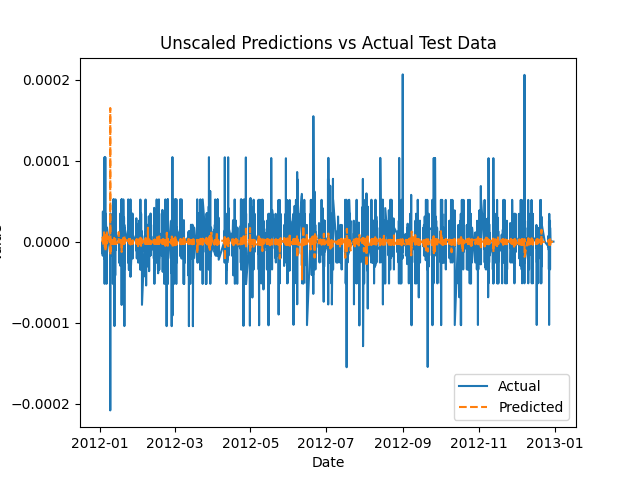 Unscaled Predictions vs Actual Test Data
0.0002
0.0001
0.0000
−0.0001
−0.0002
Actual
Predicted
2012-01 2012-03 2012-05 2012-07 2012-09 2012-11 2013-01
Date